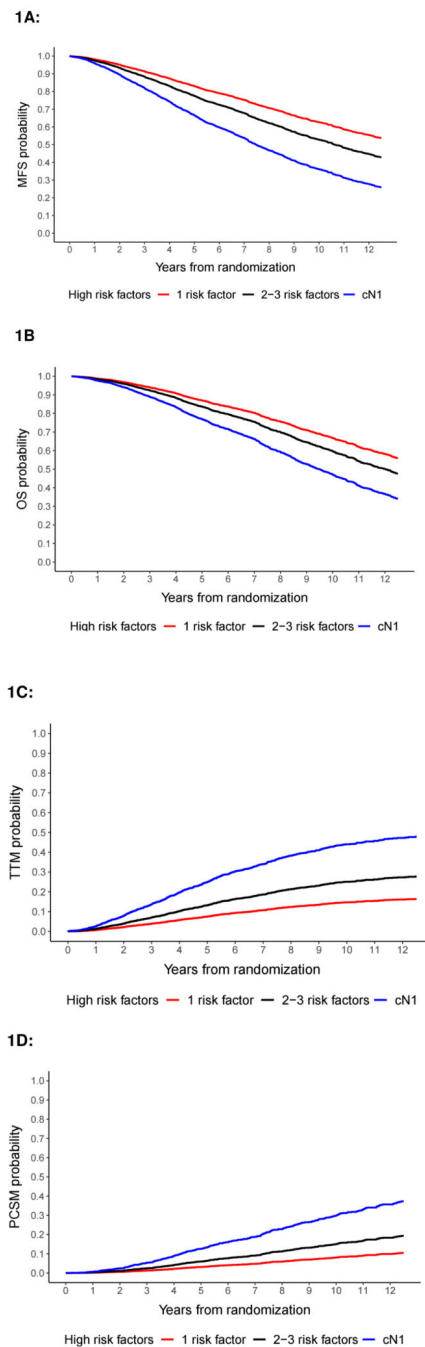 1A:
MFS probability
1.0
0.9
0.8
0.7
0.6
0.5
0.4
0.3
0.2
0.1
0.0
0 1 2 3 4 5 6 7 8 9 10 11 12
Years from randomization
High risk factors 1 risk factor 2−3 risk factors cN1
1B
OS probability
1.0
0.9
0.8
0.7
0.6
0.5
0.4
0.3
0.2
0.1
0.0
0 1 2 3 4 5 6 7 8 9 10 11 12
Years from randomization
High risk factors 1 risk factor 2−3 risk factors cN1
1C:
TTM probability
1.0
0.9
0.8
0.7
0.6
0.5
0.4
0.3
0.2
0.1
0.0
0 1 2 3 4 5 6 7 8 9 10 11 12
Years from randomization
High risk factors 1 risk factor 2−3 risk factors cN1
1D:
PCSM probability
1.0
0.9
0.8
0.7
0.6
0.5
0.4
0.3
0.2
0.1
0.0
0 1 2 3 4 5 6 7 8 9 10 11 12
Years from randomization
High risk factors 1 risk factor 2−3 risk factors cN1